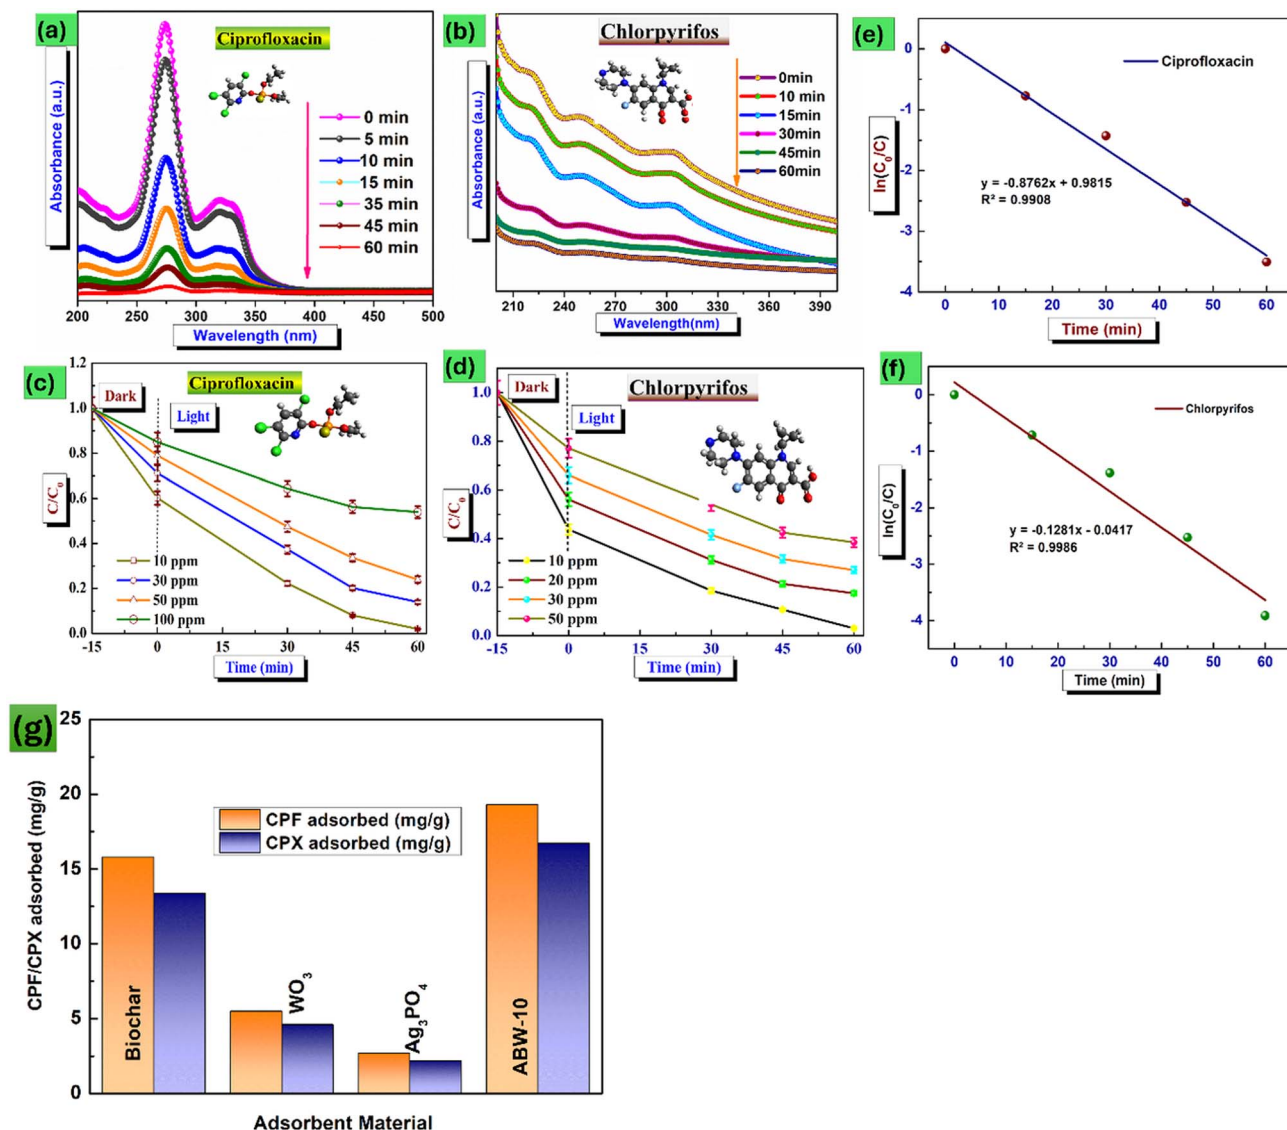 (a)
Ciprofloxacin
Absorbance (a.u.)
0 min
5 min
10 min
15 min
35 min
45 min
60 min
200 250 300 350 400 450 500
Wavelength (nm)
(b)
Chlorpyrifos
Absorbance (a.u.)
0min
10 min
15min
30min
45min
60min
210 240 270 300 330 360 390
Wavelength(nm)
(e)
Ciprofloxacin
ln(C0/C)
0
-1
-2
-3
-4
y = -0.8762x + 0.9815
R² = 0.9908
0 10 20 30 40 50 60
Time (min)
(c)
Ciprofloxacin
Dark
Light
C/C0
1.2
1.0
0.8
0.6
0.4
0.2
0.0
10 ppm
30 ppm
50 ppm
100 ppm
-15 0 15 30 45 60
Time (min)
(d)
Chlorpyrifos
Dark
Light
C/C0
1.0
0.8
0.6
0.4
0.2
0.0
10 ppm
20 ppm
30 ppm
50 ppm
-15 0 15 30 45 60
Time (min)
(f)
Chlorpyrifos
ln(C0/C)
0
-1
-2
-3
-4
y = -0.1281x - 0.0417
R² = 0.9986
0 10 20 30 40 50 60
Time (min)
(g)
CPF/CPX adsorbed (mg/g)
25
20
15
10
5
0
CPF adsorbed (mg/g)
CPX adsorbed (mg/g)
Biochar
WO3
Ag3PO4
ABW-10
Adsorbent Material